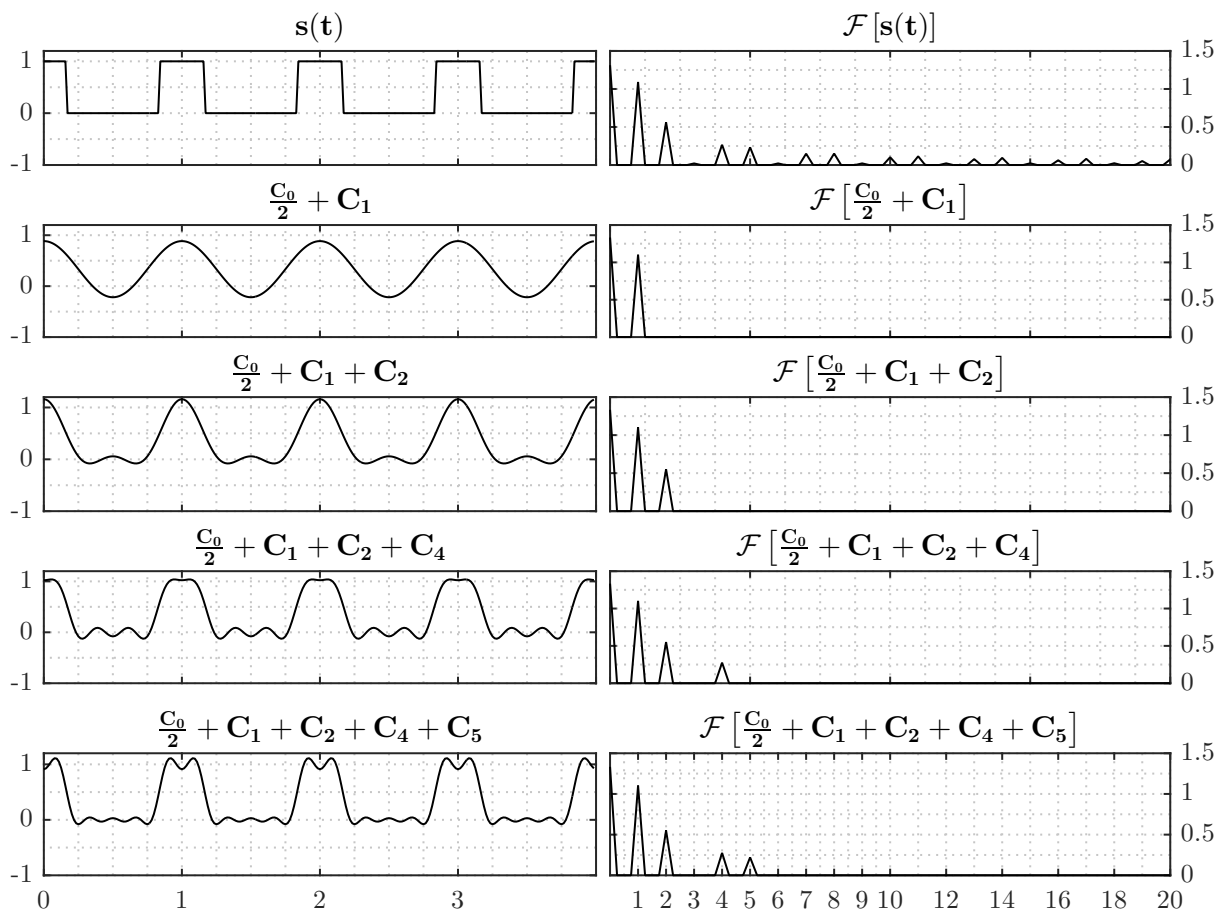 s(t)
F [s(t)]
1
0
-1
1.5
1
0.5
0
C0/2 + C1
F [C0/2 + C1]
1
0
-1
1.5
1
0.5
0
C0/2 + C1 + C2
F [C0/2 + C1 + C2]
1
0
-1
1.5
1
0.5
0
C0/2 + C1 + C2 + C4
F [C0/2 + C1 + C2 + C4]
1
0
-1
1.5
1
0.5
0
C0/2 + C1 + C2 + C4 + C5
F [C0/2 + C1 + C2 + C4 + C5]
1
0
-1
1.5
1
0.5
0
0 1 2 3
1 2 3 4 5 6 7 8 9 10 12 14 16 18 20